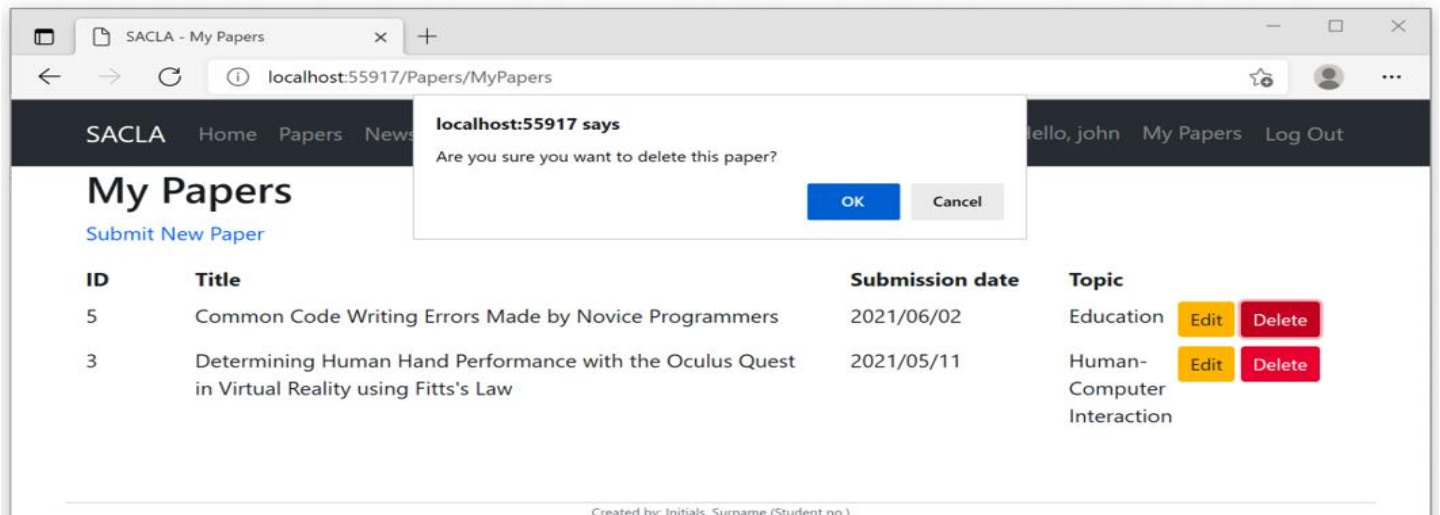 SACLA - My Papers
localhost:55917/Papers/MyPapers
SACLA Home Papers News
Hello, john My Papers Log Out
localhost:55917 says
Are you sure you want to delete this paper?
OK Cancel
My Papers
Submit New Paper
ID Title Submission date Topic
5 Common Code Writing Errors Made by Novice Programmers 2021/06/02 Education Edit Delete
3 Determining Human Hand Performance with the Oculus Quest 2021/05/11 Human- Edit Delete
in Virtual Reality using Fitts's Law Computer
Interaction
Created by: Initials, Surname (Student no.)